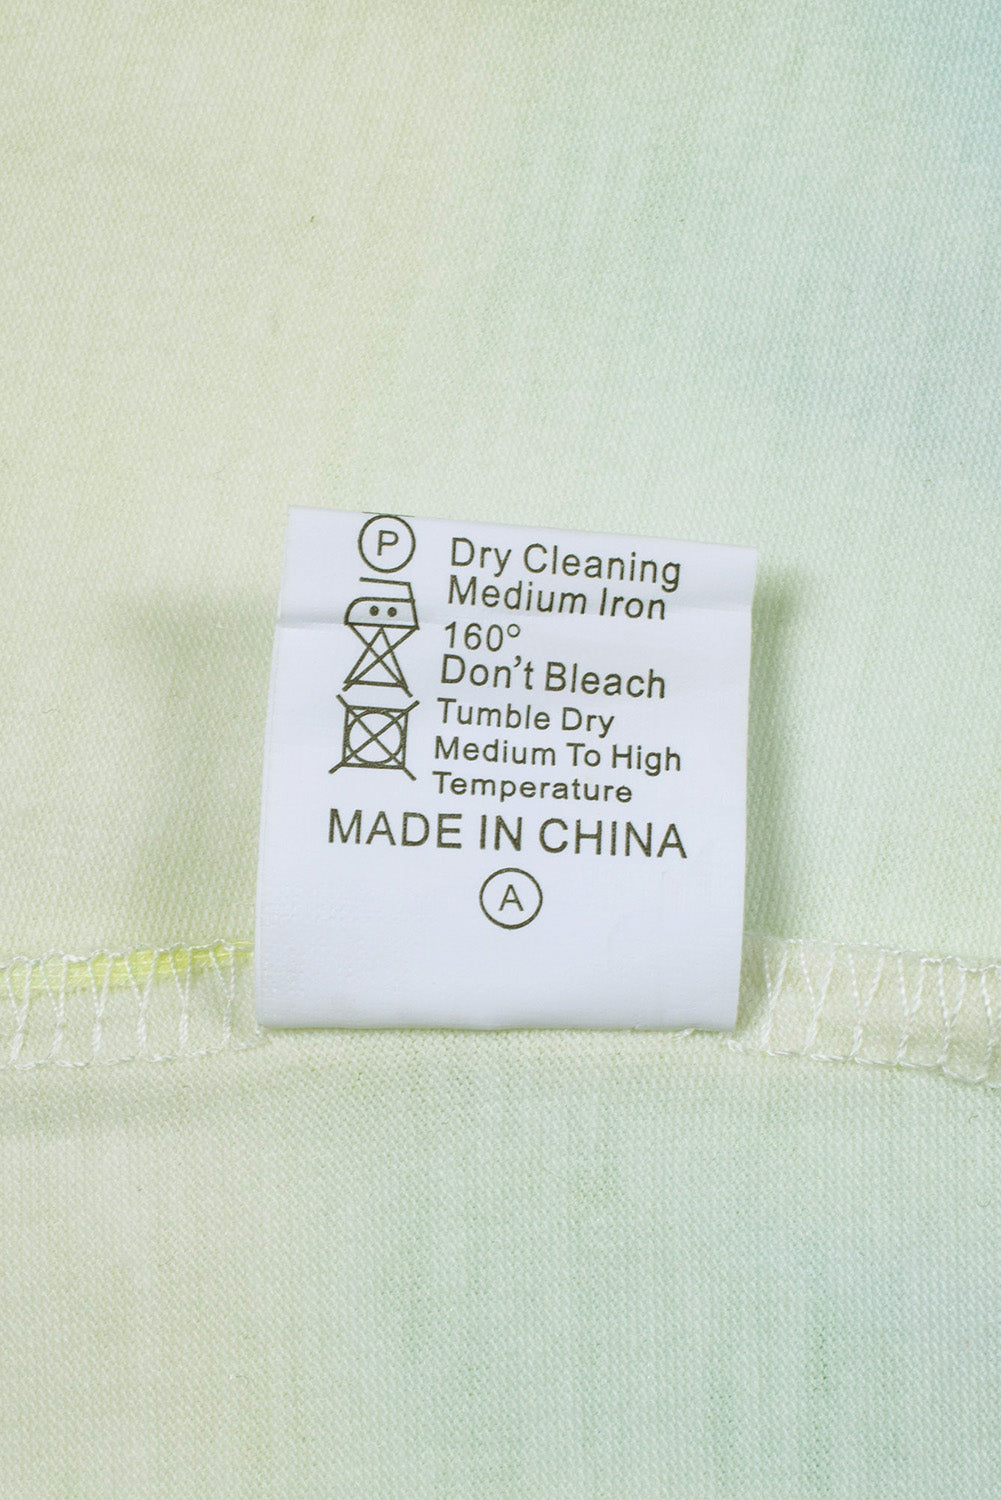 P Dry Cleaning
Medium Iron
160°
Don't Bleach
Tumble Dry
Medium To High
Temperature
MADE IN CHINA
A